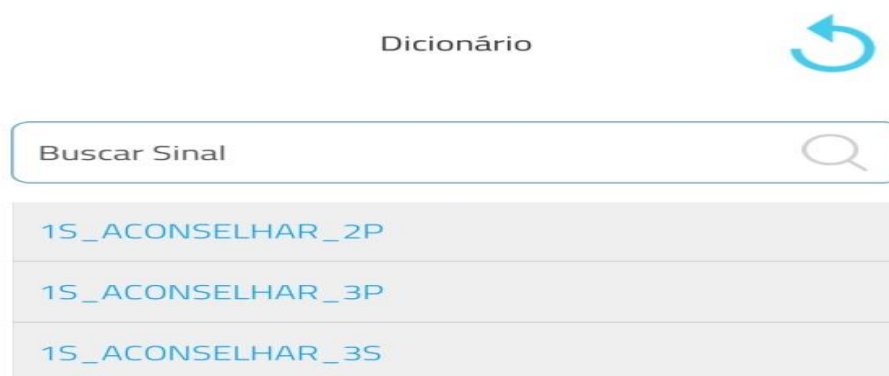 Dicionário
Buscar Sinal
1S_ACONSELHAR_2P
1S_ACONSELHAR_3P
1S_ACONSELHAR_3S